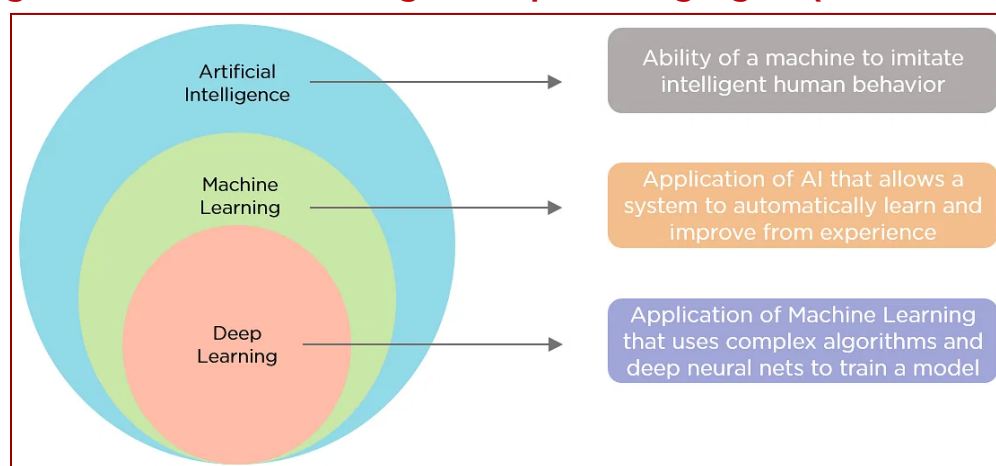 Artificial
Intelligence
Ability of a machine to imitate
intelligent human behavior
Machine
Learning
Application of AI that allows a
system to automatically learn and
improve from experience
Deep
Learning
Application of Machine Learning
that uses complex algorithms and
deep neural nets to train a model